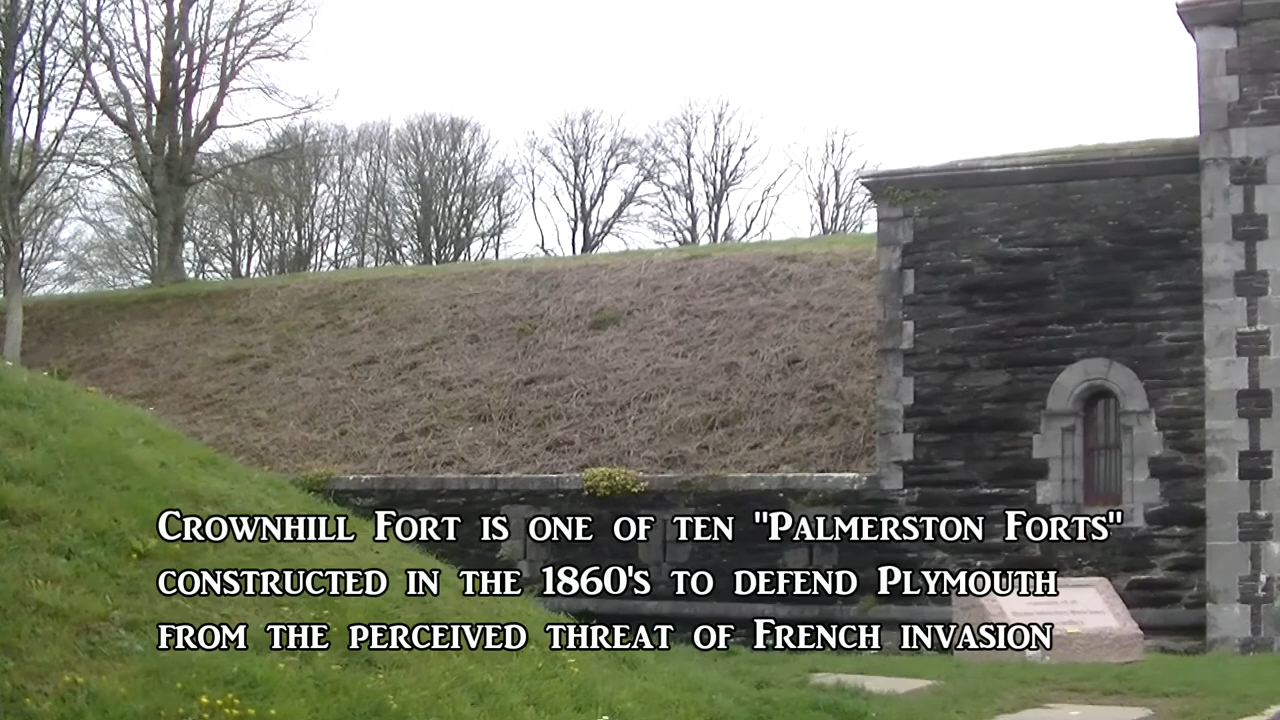 Crownhill Fort is one of ten "Palmerston Forts"
constructed in the 1860's to defend Plymouth
from the perceived threat of French invasion